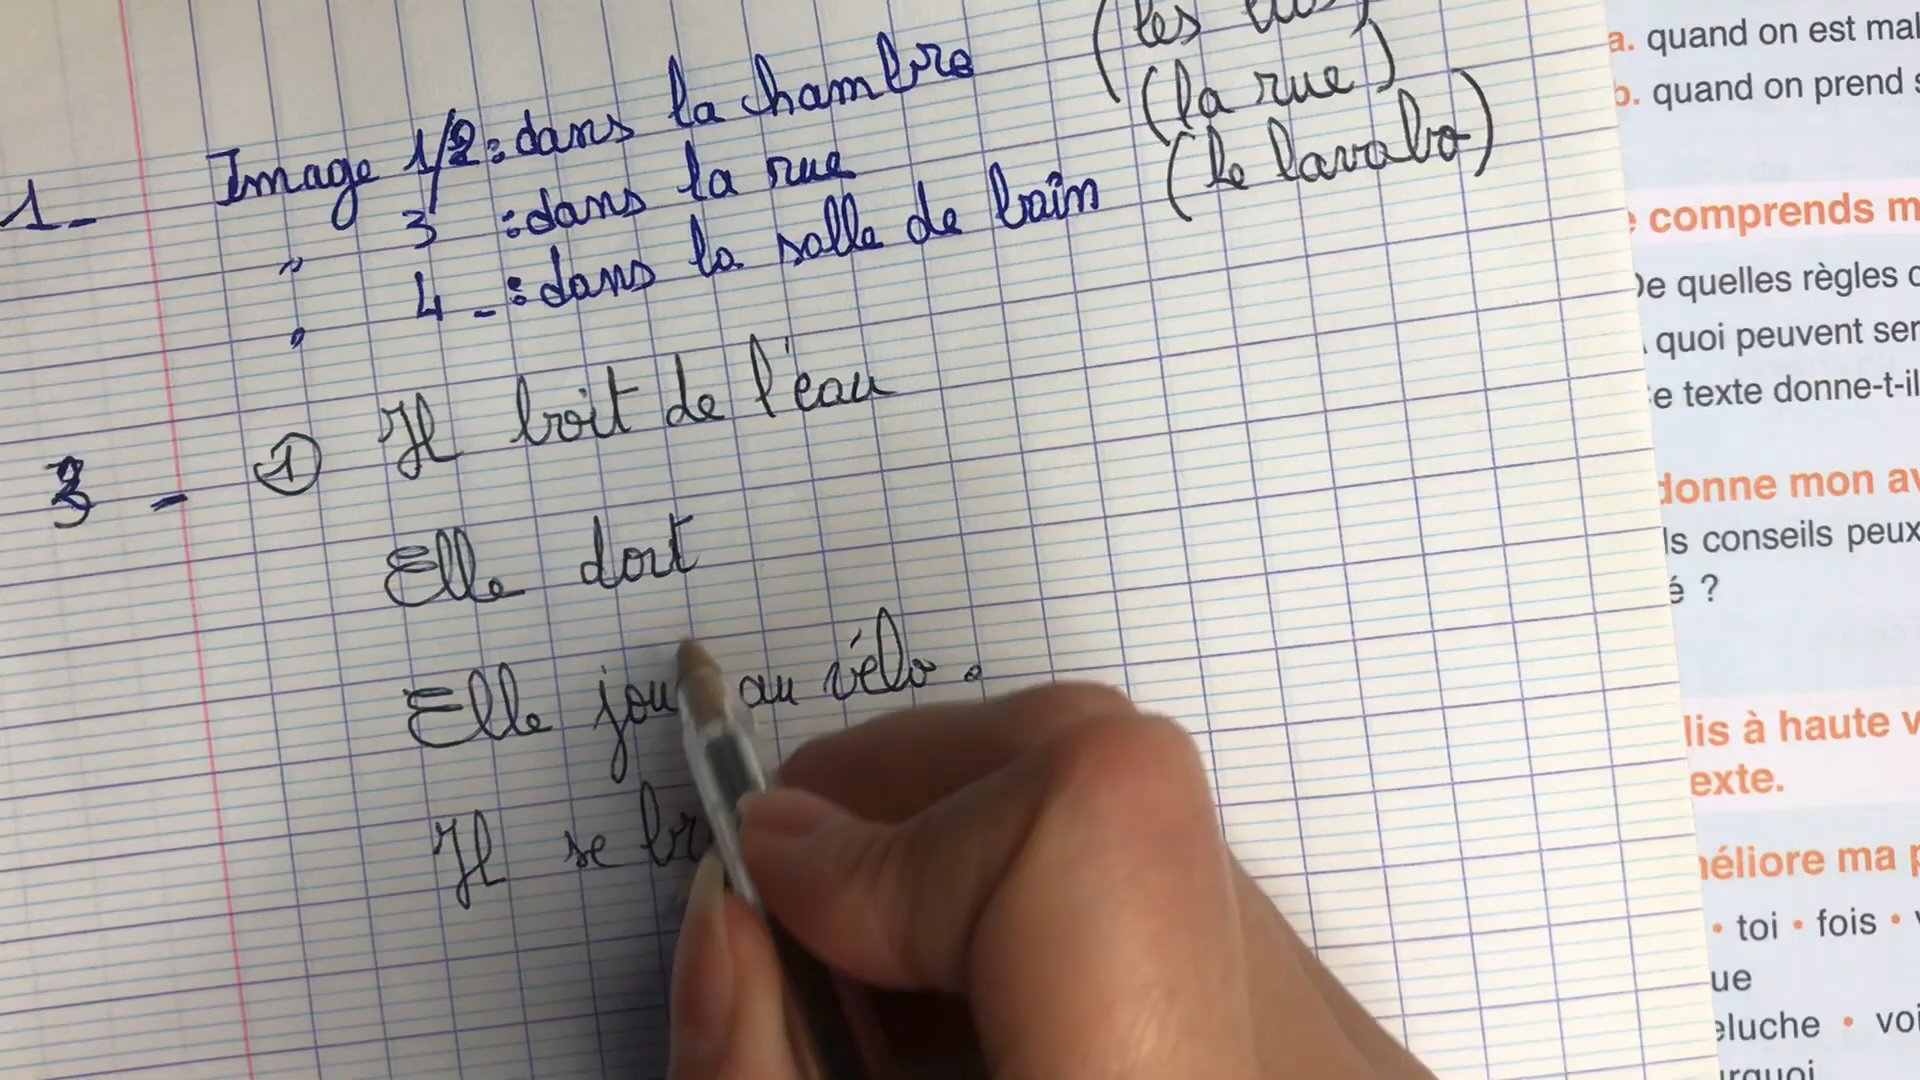 (les
1- Image 1/2 : dans la chambre (la rue)
" 3 : dans la rue (le lavabo)
" 4 - : dans la salle de bain
3 - ① Il boit de l'eau
Elle dort
Elle jou au vélo.
Il se br
a. quand on est mal
b. quand on prend s
comprends m
De quelles règles
quoi peuvent ser
e texte donne-t-il
donne mon av
ls conseils peux
é ?
lis à haute v
exte.
méliore ma p
• toi • fois •
ue
eluche • voi
urquoi